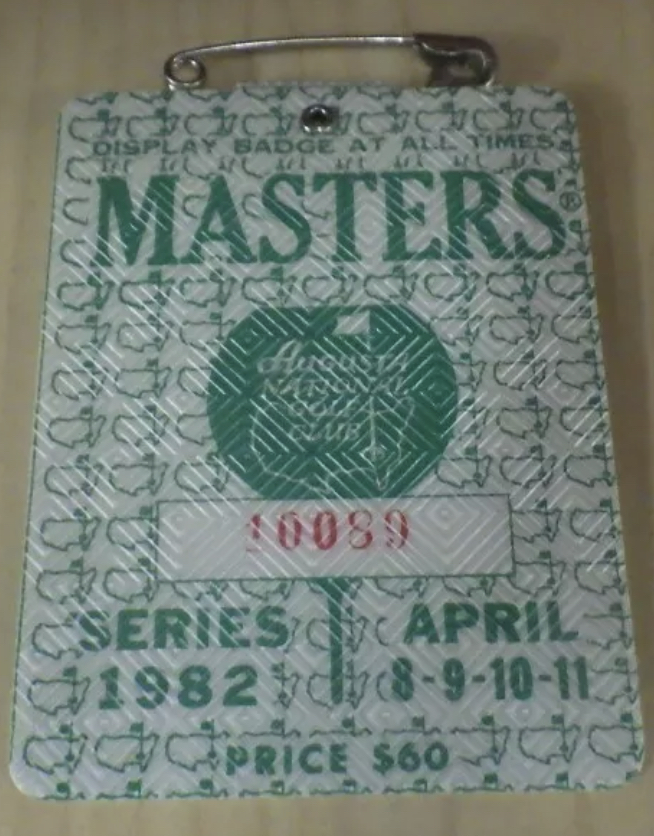 DISPLAY BADGE AT ALL TIMES
MASTERS®
AUGUSTA
NATIONAL
GOLF
CLUB
10089
SERIES
1982
APRIL
8-9-10-11
PRICE $60